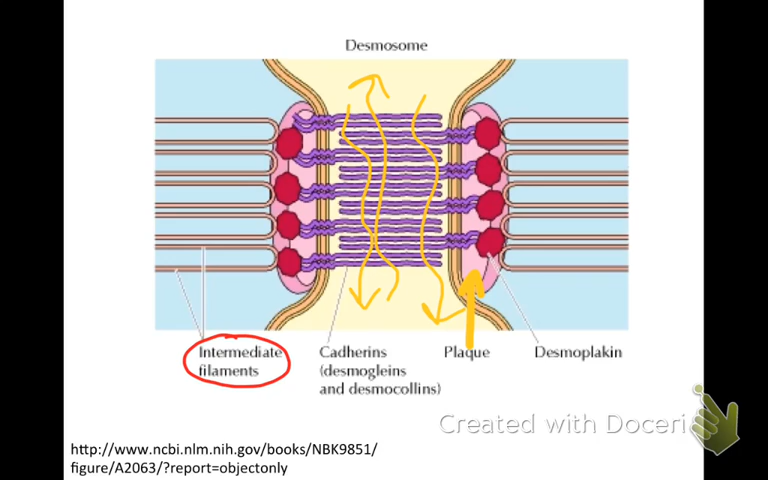 Desmosome
Intermediate
filaments
Cadherins
(desmogleins
and desmocollins)
Plaque
Desmoplakin
Created with Doceri
http://www.ncbi.nlm.nih.gov/books/NBK9851/
figure/A2063/?report=objectonly